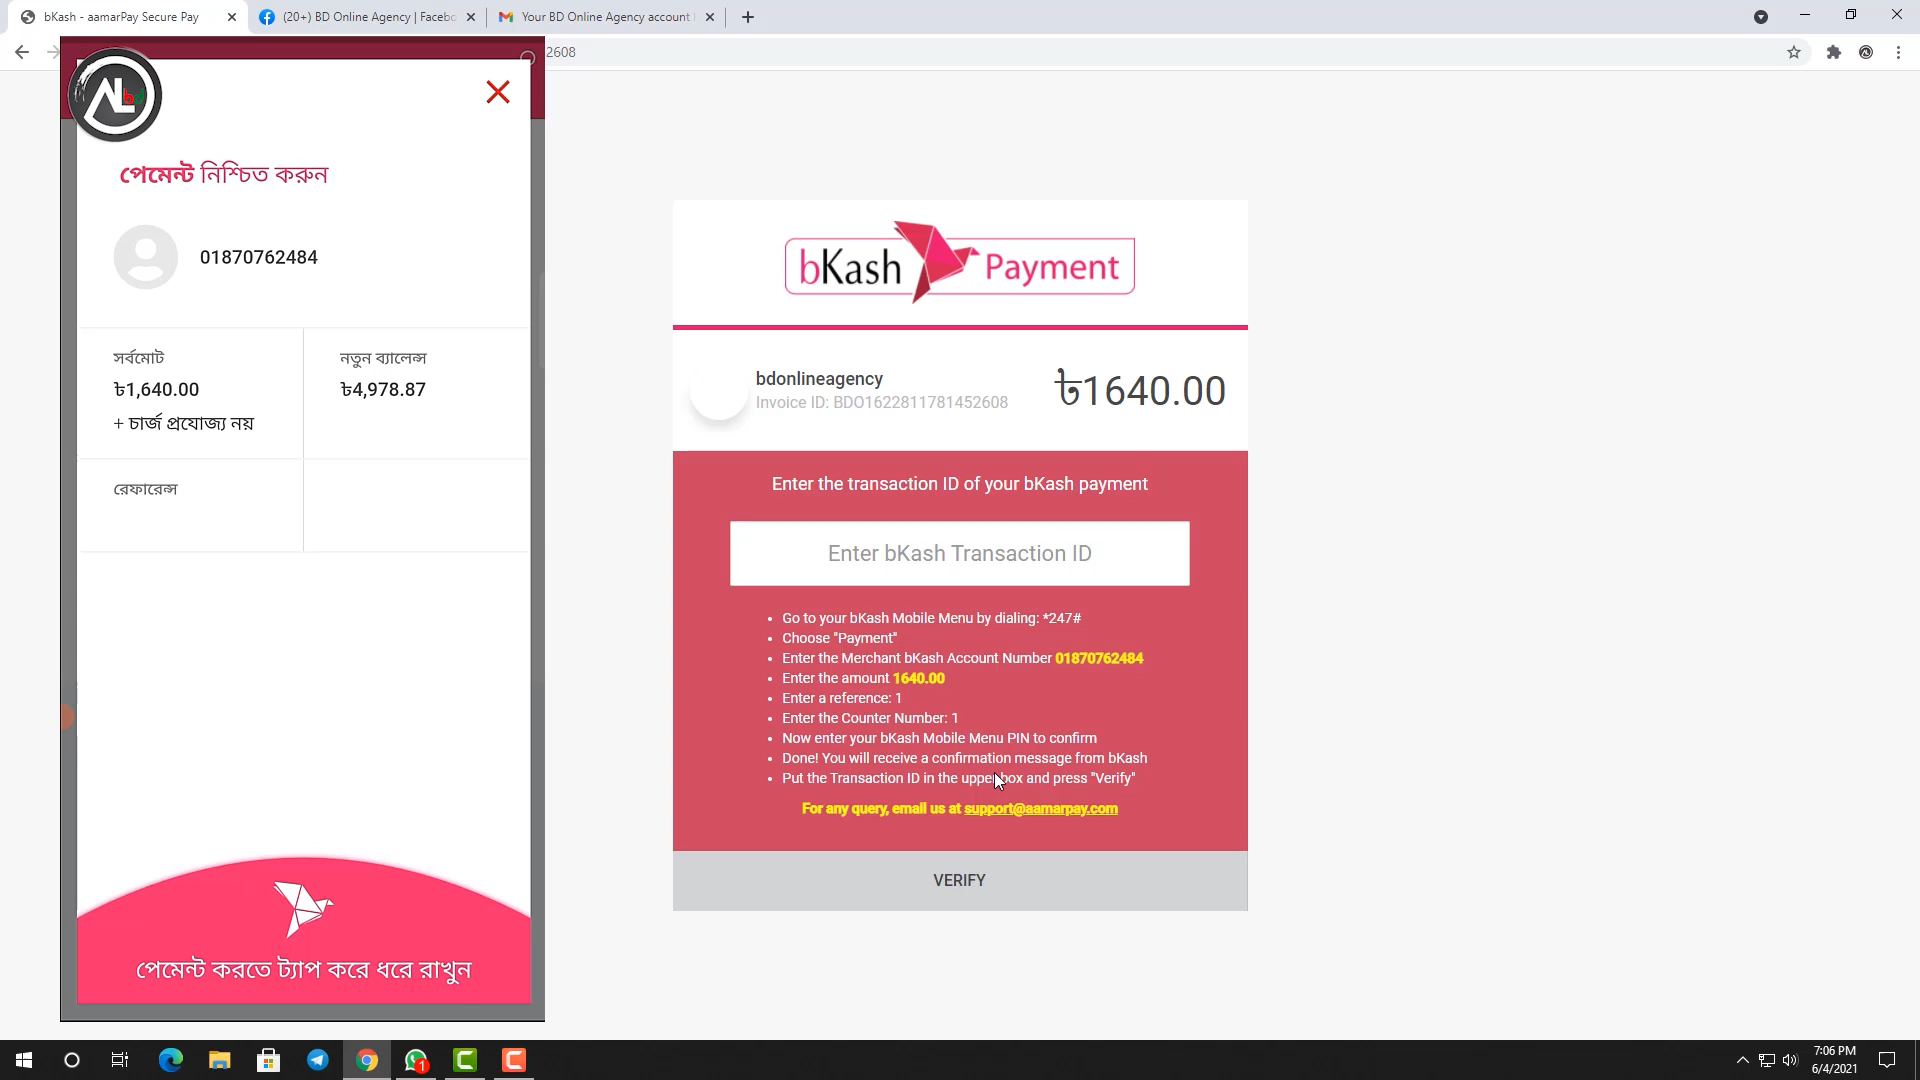 bKash - aamarPay Secure Pay
(20+) BD Online Agency | Facebo
Your BD Online Agency account
2608
ALbd
পেমেন্ট নিশ্চিত করুন
01870762484
সর্বমোট
৳1,640.00
+ চার্জ প্রযোজ্য নয়
নতুন ব্যালেন্স
৳4,978.87
রেফারেন্স
পেমেন্ট করতে ট্যাপ করে ধরে রাখুন
bKash Payment
bdonlineagency
Invoice ID: BDO1622811781452608
৳1640.00
Enter the transaction ID of your bKash payment
Enter bKash Transaction ID
• Go to your bKash Mobile Menu by dialing: *247#
• Choose "Payment"
• Enter the Merchant bKash Account Number 01870762484
• Enter the amount 1640.00
• Enter a reference: 1
• Enter the Counter Number: 1
• Now enter your bKash Mobile Menu PIN to confirm
• Done! You will receive a confirmation message from bKash
• Put the Transaction ID in the upper box and press "Verify"
For any query, email us at support@aamarpay.com
VERIFY
1
7:06 PM
6/4/2021